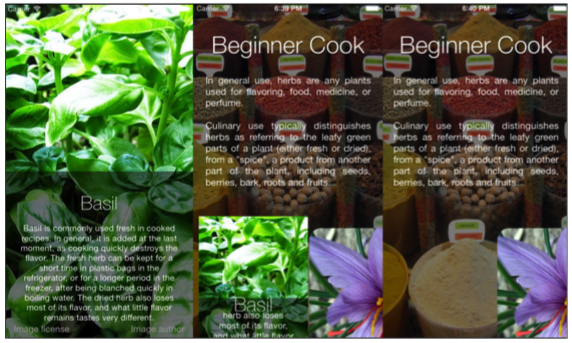 Carrier
Basil
Basil is commonly used fresh in cooked
recipes. In general, it is added at the last
moment, as cooking quickly destroys the
flavor. The fresh herb can be kept for a
short time in plastic bags in the
refrigerator, or for a longer period in the
freezer, after being blanched quickly in
boiling water. The dried herb also loses
most of its flavor, and what little flavor
remains tastes very different.
Image license Image author
Carrier 6:39 PM
Beginner Cook
In general use, herbs are any plants
used for flavoring, food, medicine, or
perfume.
Culinary use typically distinguishes
herbs as referring to the leafy green
parts of a plant (either fresh or dried),
from a "spice", a product from another
part of the plant, including seeds,
berries, bark, roots and fruits.
Basil
herb also loses
most of its flavor,
and what little flavor
Carrier 6:40 PM
Beginner Cook
In general use, herbs are any plants
used for flavoring, food, medicine, or
perfume.
Culinary use typically distinguishes
herbs as referring to the leafy green
parts of a plant (either fresh or dried),
from a "spice", a product from another
part of the plant, including seeds,
berries, bark, roots and fruits.